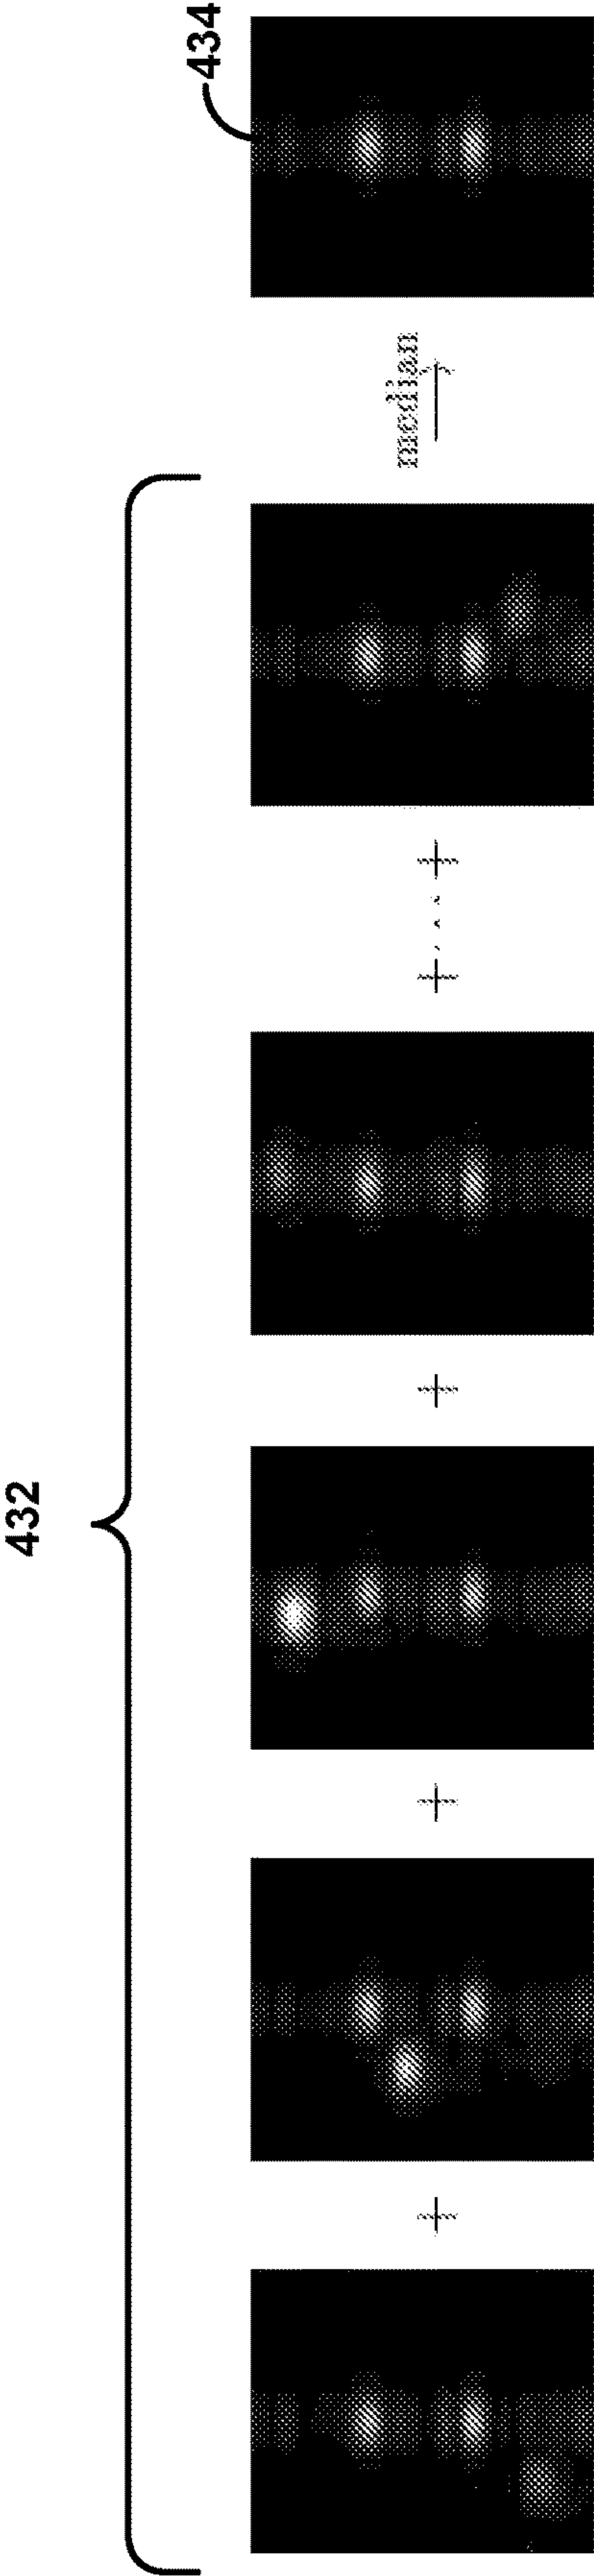 432
434
+
+
+
+ . . . +
median